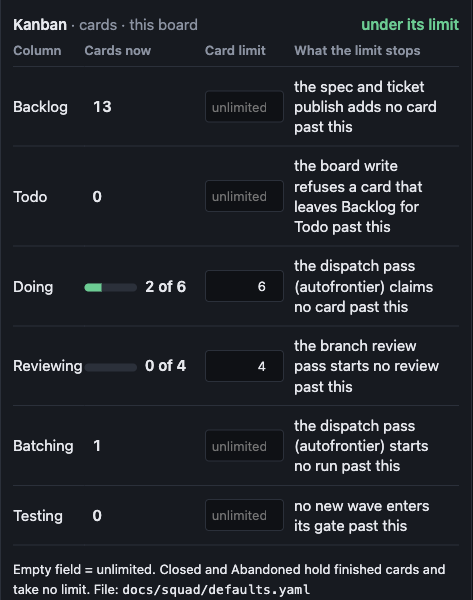 Kanban · cards · this board under its limit
Column Cards now Card limit What the limit stops
Backlog 13 unlimited the spec and ticket
publish adds no card
past this
Todo 0 unlimited the board write
refuses a card that
leaves Backlog for
Todo past this
Doing 2 of 6 6 the dispatch pass
(autofrontier) claims
no card past this
Reviewing 0 of 4 4 the branch review
pass starts no review
past this
Batching 1 unlimited the dispatch pass
(autofrontier) starts
no run past this
Testing 0 unlimited no new wave enters
its gate past this
Empty field = unlimited. Closed and Abandoned hold finished cards and
take no limit. File: docs/squad/defaults.yaml